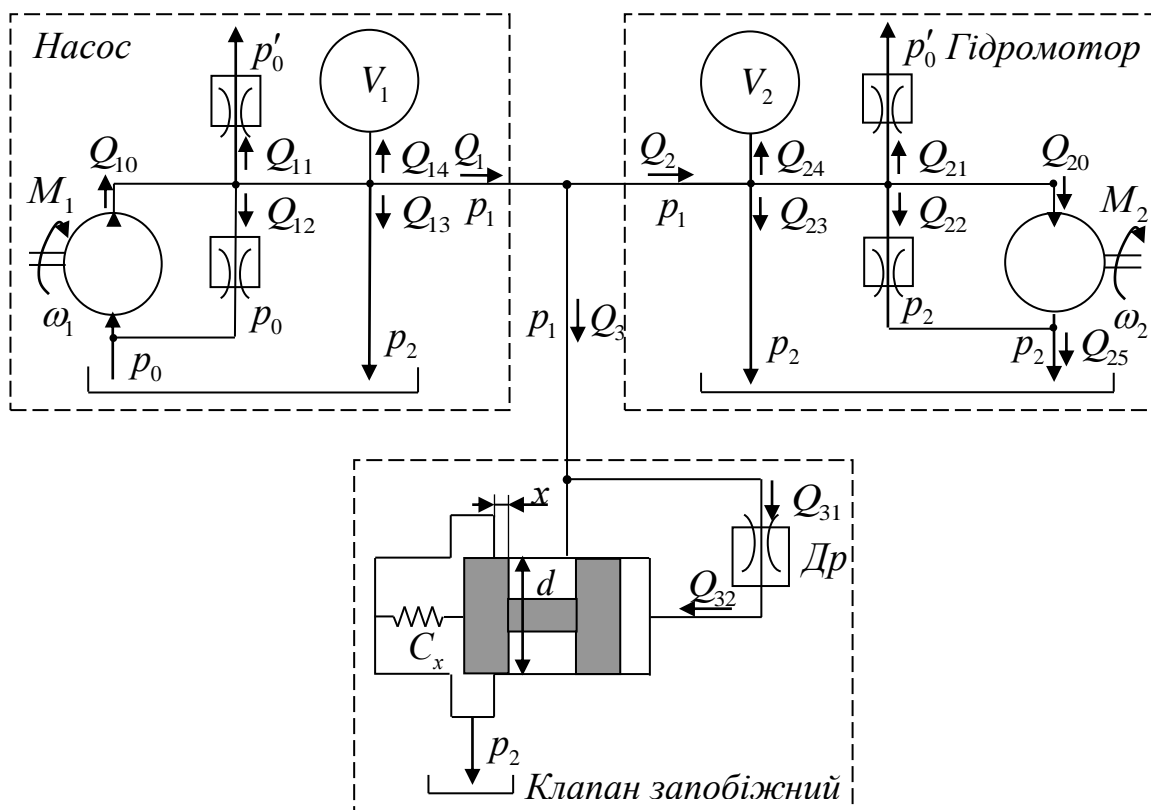 Насос
p′₀
V₁
Q₁₀
Q₁₁
Q₁₄
Q₁
M₁
Q₁₂
Q₁₃
p₁
ω₁
p₀
p₀
p₂
Гідромотор
p′₀
V₂
Q₂
Q₂₄
Q₂₁
Q₂₀
p₁
Q₂₃
Q₂₂
M₂
p₂
ω₂
p₂
p₂
Q₂₅
p₁
Q₃
x
Q₃₁
Др
d
Q₃₂
Cₓ
p₂
Клапан запобіжний